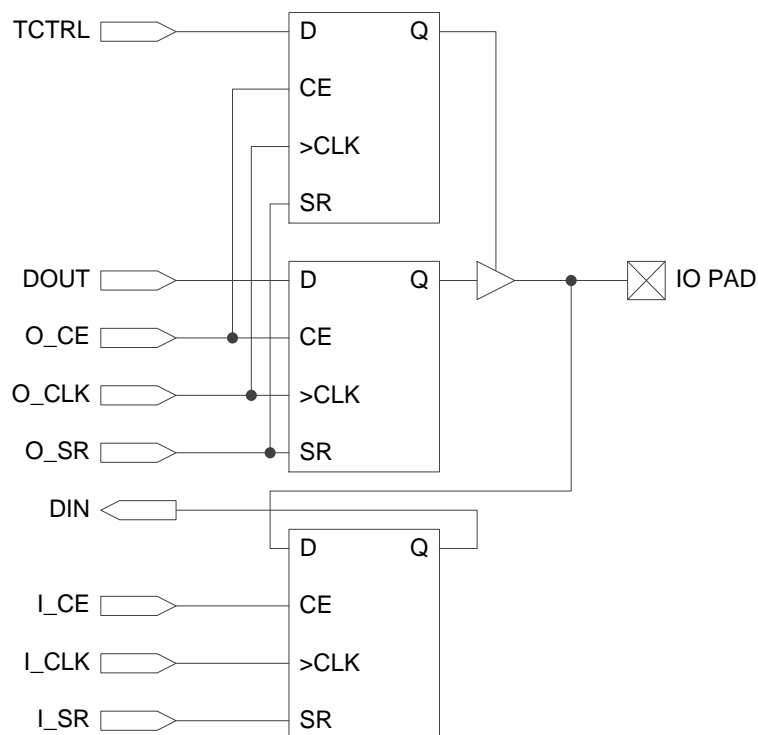 TCTRL D Q
CE
>CLK
SR
DOUT D Q IO PAD
O_CE CE
O_CLK >CLK
O_SR SR
DIN
D Q
I_CE CE
I_CLK >CLK
I_SR SR